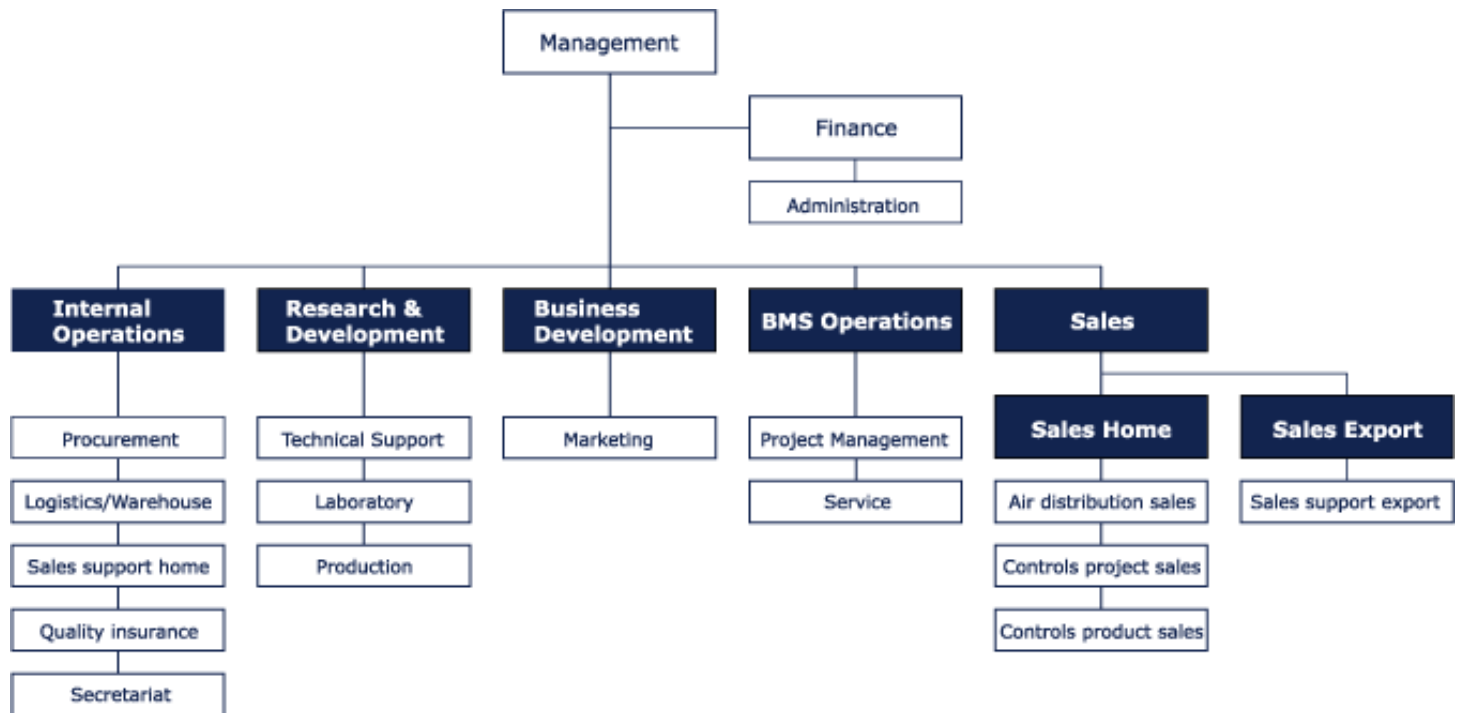 Management
Finance
Administration
Internal
Operations
Research &
Development
Business
Development
BMS Operations
Sales
Sales Home
Sales Export
Procurement
Technical Support
Marketing
Project Management
Logistics/Warehouse
Laboratory
Service
Air distribution sales
Sales support export
Sales support home
Production
Controls project sales
Quality insurance
Controls product sales
Secretariat